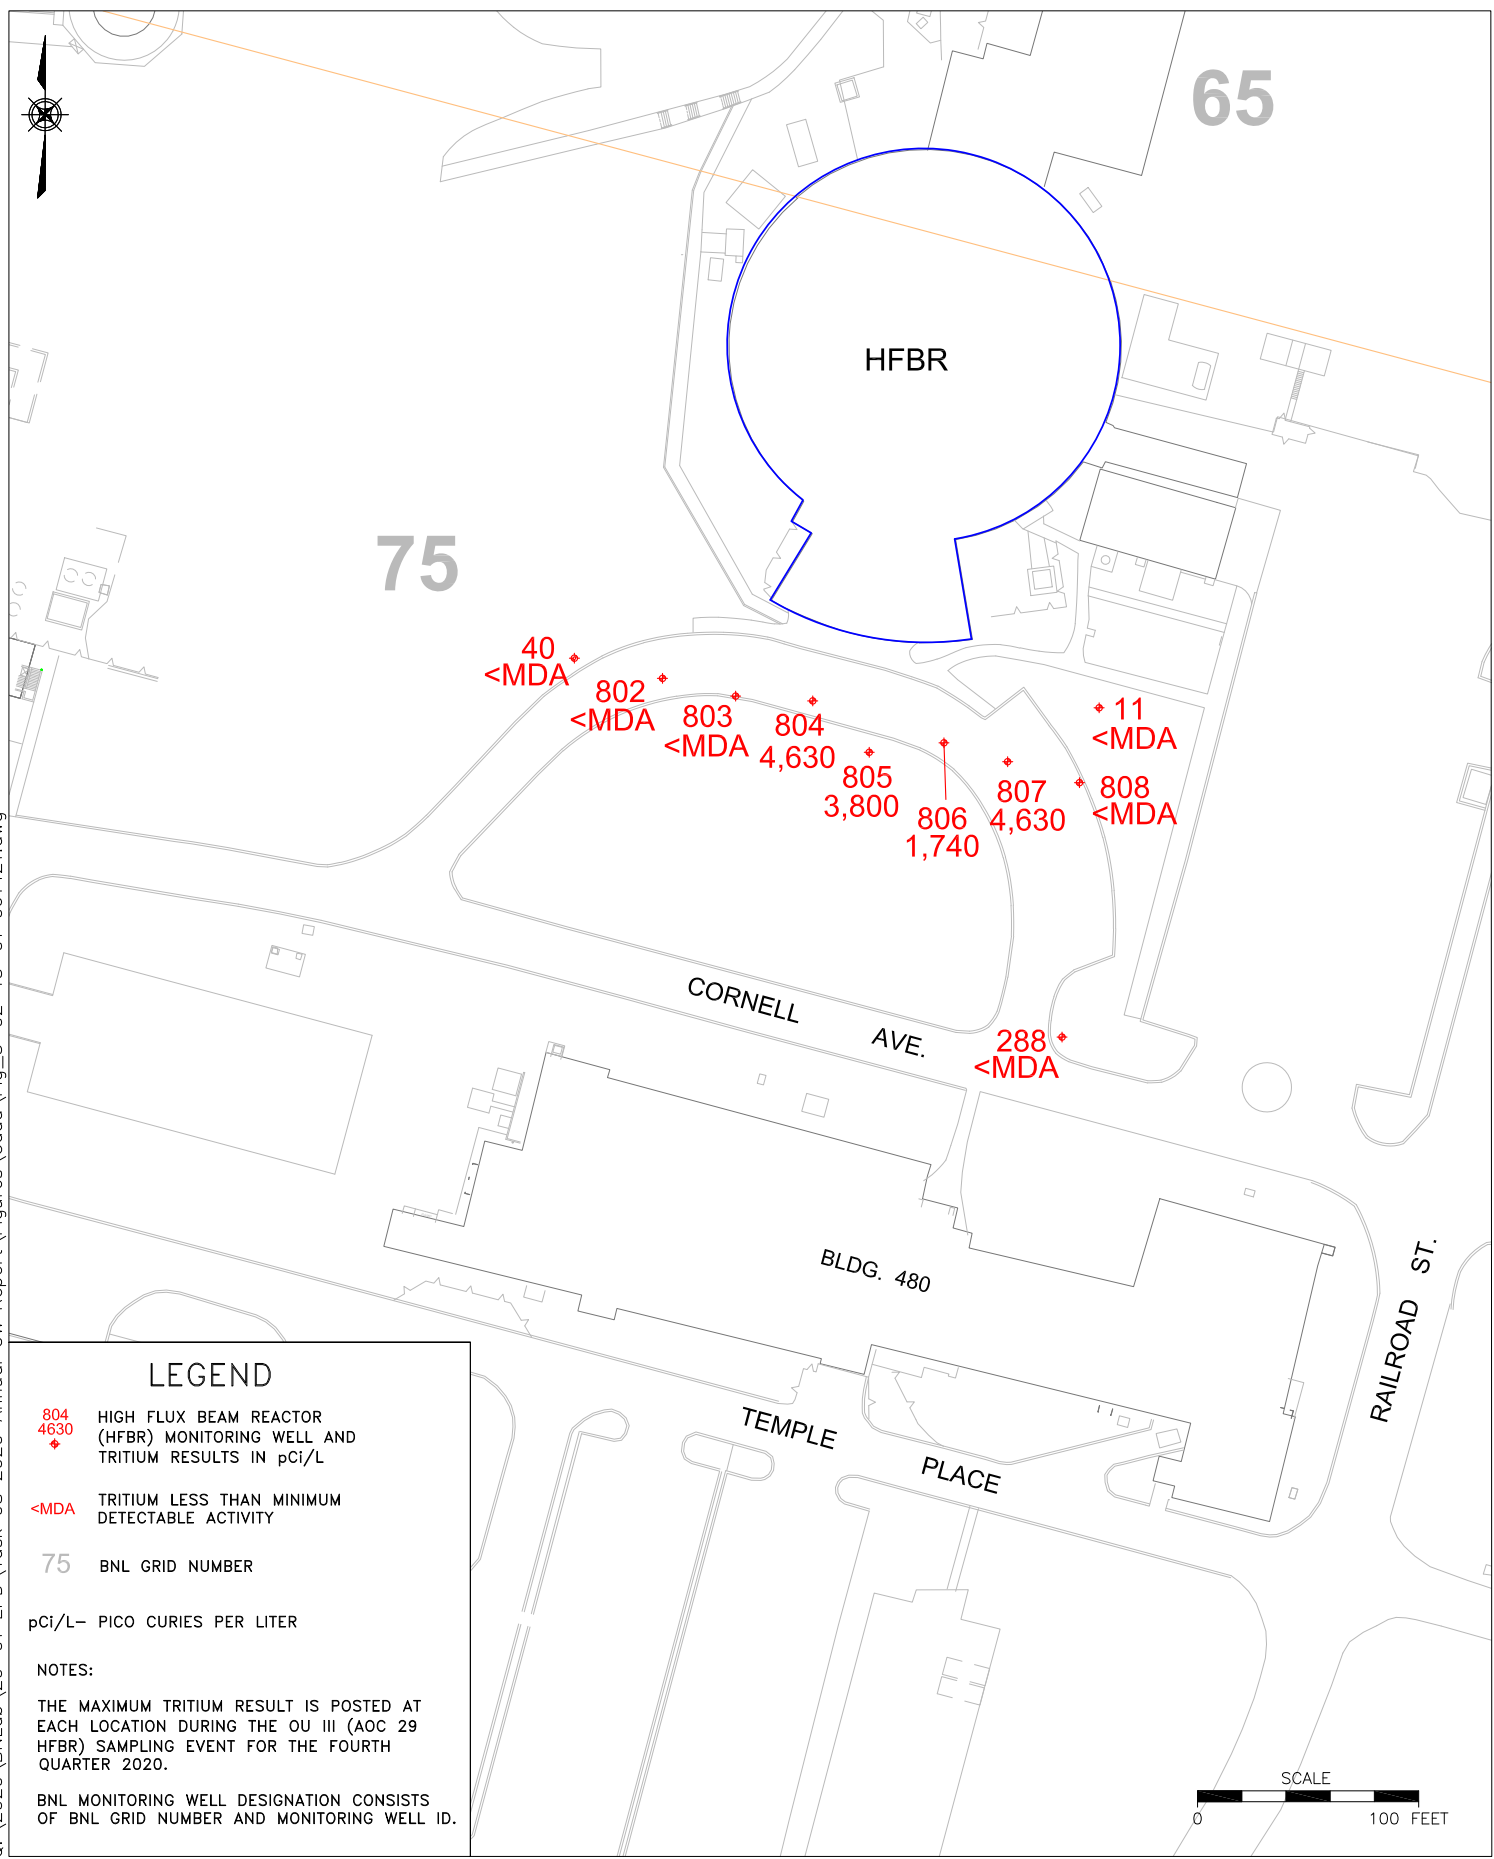 65
HFBR
75
40
<MDA
802
<MDA
803
<MDA
804
4,630
805
3,800
806
1,740
807
4,630
11
<MDA
808
<MDA
288
<MDA
CORNELL AVE.
BLDG. 480
RAILROAD ST.
TEMPLE PLACE
LEGEND
804
4630
HIGH FLUX BEAM REACTOR
(HFBR) MONITORING WELL AND
TRITIUM RESULTS IN pCi/L
<MDA
TRITIUM LESS THAN MINIMUM
DETECTABLE ACTIVITY
75 BNL GRID NUMBER
pCi/L- PICO CURIES PER LITER
NOTES:
THE MAXIMUM TRITIUM RESULT IS POSTED AT
EACH LOCATION DURING THE OU III (AOC 29
HFBR) SAMPLING EVENT FOR THE FOURTH
QUARTER 2020.
BNL MONITORING WELL DESIGNATION CONSISTS
OF BNL GRID NUMBER AND MONITORING WELL ID.
SCALE
0 100 FEET